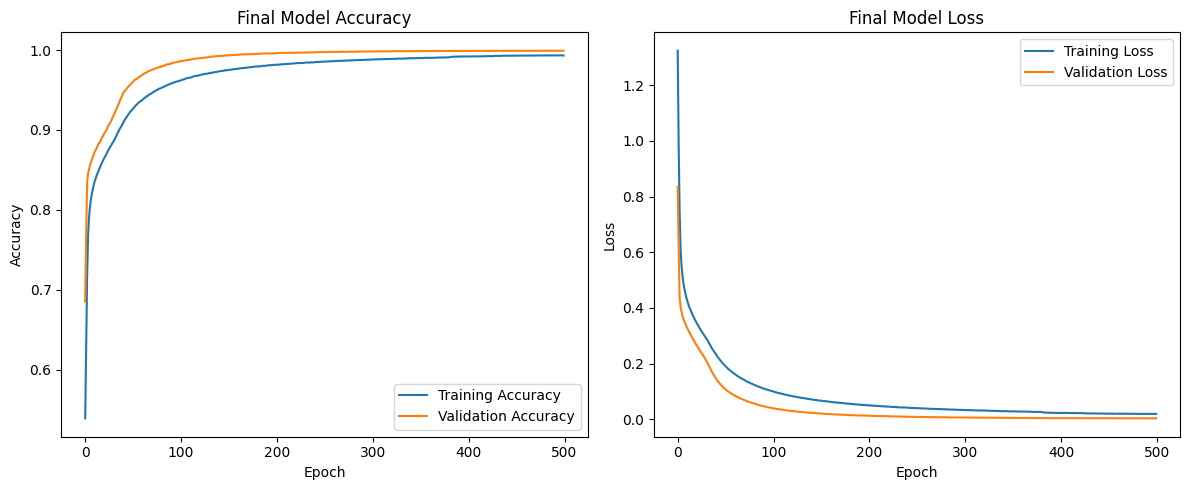 Final Model Accuracy
1.0
0.9
0.8
0.7
0.6
Accuracy
0 100 200 300 400 500
Epoch
Training Accuracy
Validation Accuracy
Final Model Loss
1.2
1.0
0.8
0.6
0.4
0.2
0.0
Loss
0 100 200 300 400 500
Epoch
Training Loss
Validation Loss